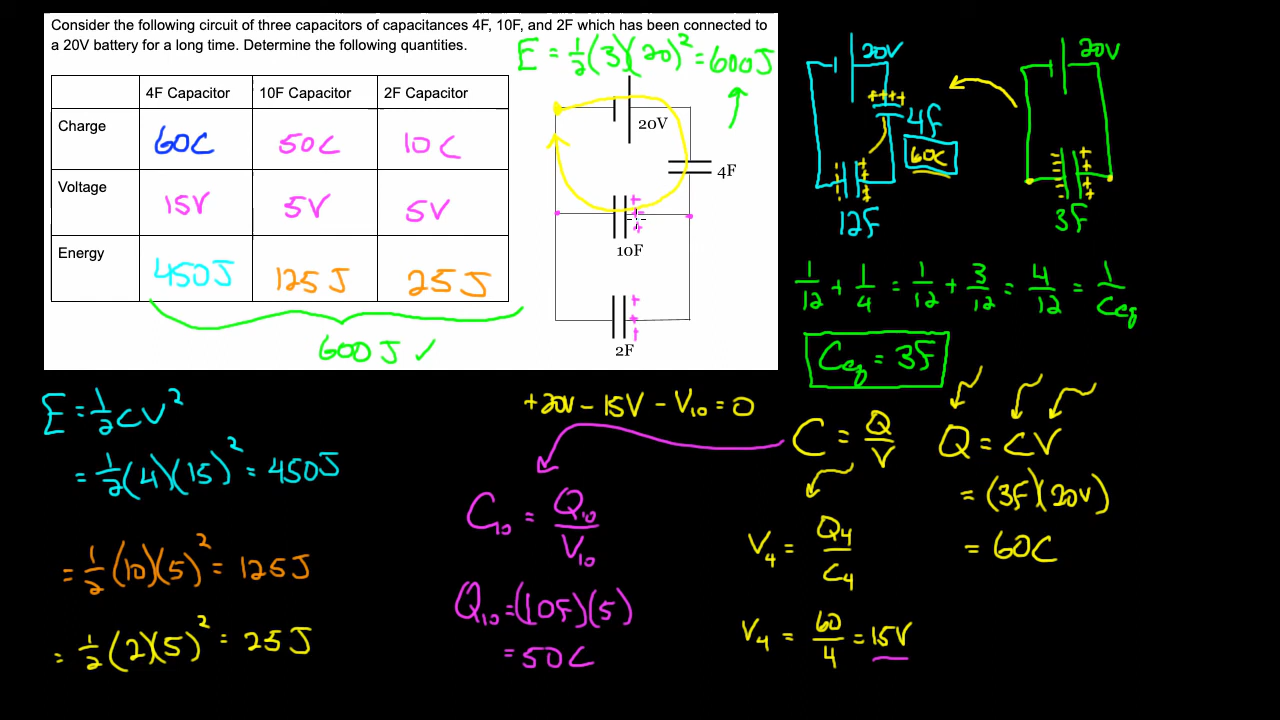 Consider the following circuit of three capacitors of capacitances 4F, 10F, and 2F which has been connected to
a 20V battery for a long time. Determine the following quantities.
4F Capacitor 10F Capacitor 2F Capacitor
Charge 60C 50C 10C
Voltage 15V 5V 5V
Energy 450J 125J 25J
600J ✓
E = 1/2(3)(20)² = 600J
20V
4F
10F
2F
20V
4F
60C
12F
20V
3F
1/12 + 1/4 = 1/12 + 3/12 = 4/12 = 1/Ceq
Ceq = 3F
E = 1/2CV²
= 1/2(4)(15)² = 450J
= 1/2(10)(5)² = 125J
= 1/2(2)(5)² = 25J
+20V - 15V - V10 = 0
C10 = Q10/V10
Q10 = (10F)(5)
= 50C
C = Q/V
V4 = Q4/C4
V4 = 60/4 = 15V
Q = CV
= (3F)(20V)
= 60C